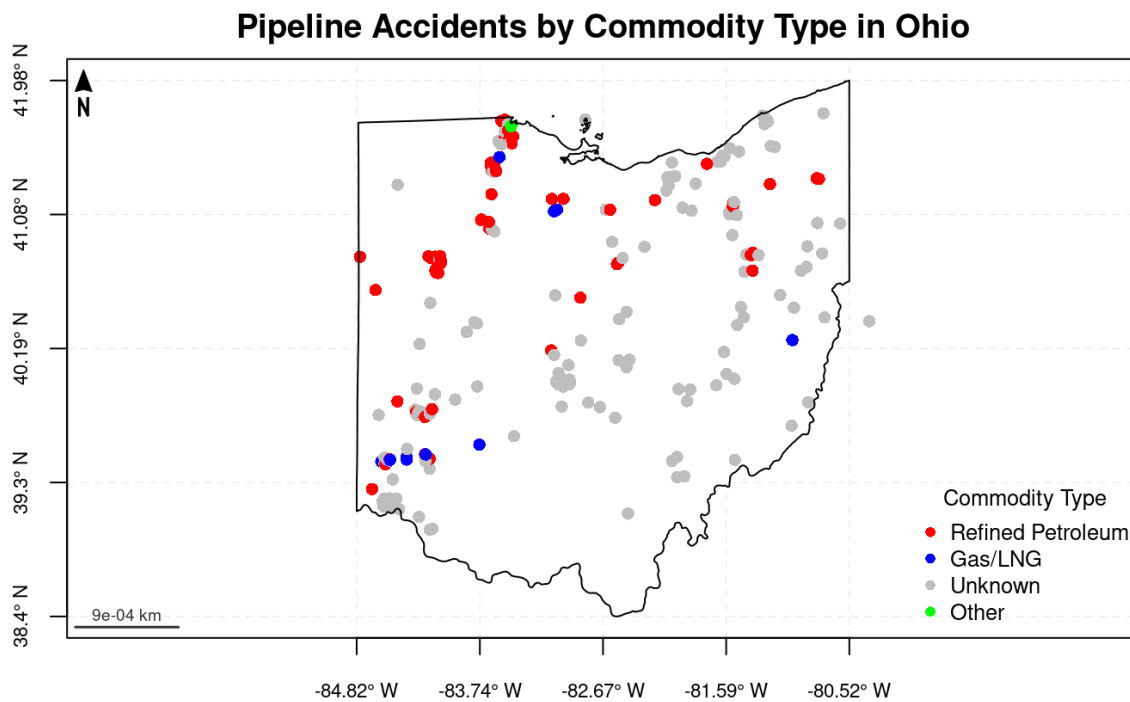 Pipeline Accidents by Commodity Type in Ohio
41.98° N
41.08° N
40.19° N
39.3° N
38.4° N
N
9e-04 km
Commodity Type
Refined Petroleum
Gas/LNG
Unknown
Other
-84.82° W
-83.74° W
-82.67° W
-81.59° W
-80.52° W